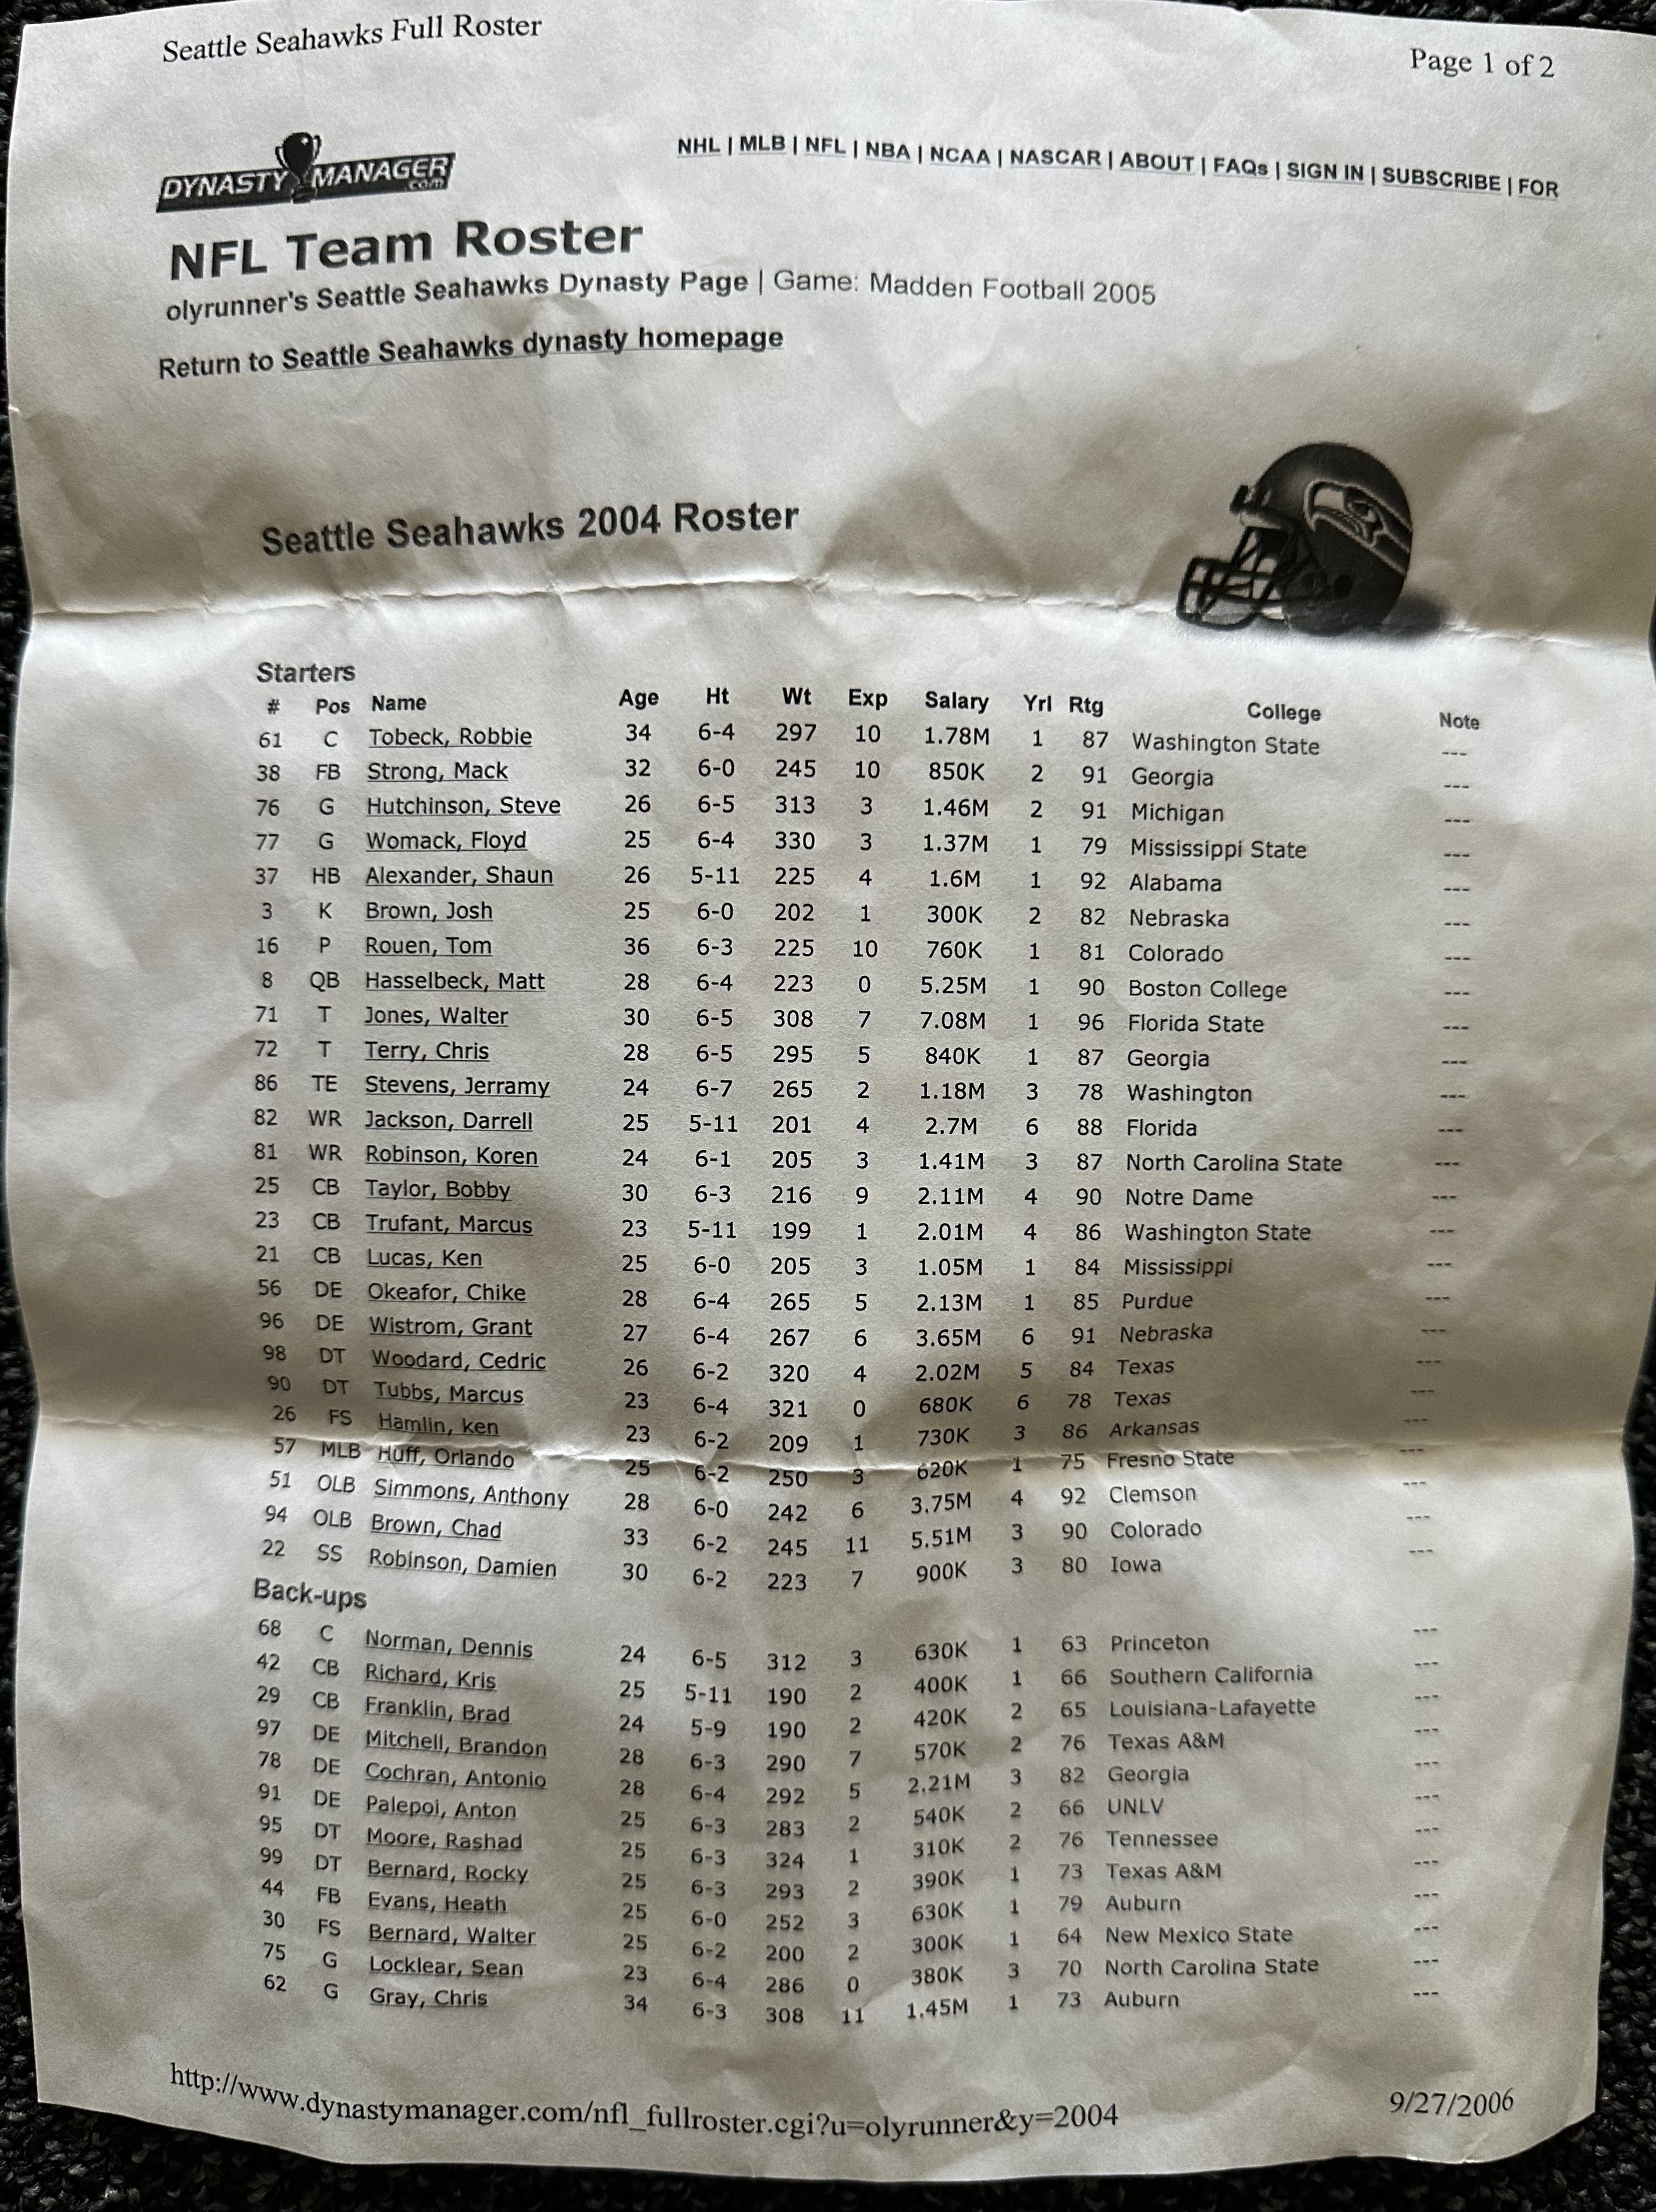 Seattle Seahawks Full Roster
Page 1 of 2
DYNASTY MANAGER .com
NHL | MLB | NFL | NBA | NCAA | NASCAR | ABOUT | FAQs | SIGN IN | SUBSCRIBE | FOR
NFL Team Roster
olyrunner's Seattle Seahawks Dynasty Page | Game: Madden Football 2005
Return to Seattle Seahawks dynasty homepage
Seattle Seahawks 2004 Roster
Starters
# Pos Name Age Ht Wt Exp Salary Yrl Rtg College Note
61 C Tobeck, Robbie 34 6-4 297 10 1.78M 1 87 Washington State ---
38 FB Strong, Mack 32 6-0 245 10 850K 2 91 Georgia ---
76 G Hutchinson, Steve 26 6-5 313 3 1.46M 2 91 Michigan ---
77 G Womack, Floyd 25 6-4 330 3 1.37M 1 79 Mississippi State ---
37 HB Alexander, Shaun 26 5-11 225 4 1.6M 1 92 Alabama ---
3 K Brown, Josh 25 6-0 202 1 300K 2 82 Nebraska ---
16 P Rouen, Tom 36 6-3 225 10 760K 1 81 Colorado ---
8 QB Hasselbeck, Matt 28 6-4 223 0 5.25M 1 90 Boston College ---
71 T Jones, Walter 30 6-5 308 7 7.08M 1 96 Florida State ---
72 T Terry, Chris 28 6-5 295 5 840K 1 87 Georgia ---
86 TE Stevens, Jerramy 24 6-7 265 2 1.18M 3 78 Washington ---
82 WR Jackson, Darrell 25 5-11 201 4 2.7M 6 88 Florida ---
81 WR Robinson, Koren 24 6-1 205 3 1.41M 3 87 North Carolina State ---
25 CB Taylor, Bobby 30 6-3 216 9 2.11M 4 90 Notre Dame ---
23 CB Trufant, Marcus 23 5-11 199 1 2.01M 4 86 Washington State ---
21 CB Lucas, Ken 25 6-0 205 3 1.05M 1 84 Mississippi ---
56 DE Okeafor, Chike 28 6-4 265 5 2.13M 1 85 Purdue ---
96 DE Wistrom, Grant 27 6-4 267 6 3.65M 6 91 Nebraska ---
98 DT Woodard, Cedric 26 6-2 320 4 2.02M 5 84 Texas ---
90 DT Tubbs, Marcus 23 6-4 321 0 680K 6 78 Texas ---
26 FS Hamlin, ken 23 6-2 209 1 730K 3 86 Arkansas ---
57 MLB Huff, Orlando 25 6-2 250 3 620K 1 75 Fresno State ---
51 OLB Simmons, Anthony 28 6-0 242 6 3.75M 4 92 Clemson ---
94 OLB Brown, Chad 33 6-2 245 11 5.51M 3 90 Colorado ---
22 SS Robinson, Damien 30 6-2 223 7 900K 3 80 Iowa ---
Back-ups
68 C Norman, Dennis 24 6-5 312 3 630K 1 63 Princeton ---
42 CB Richard, Kris 25 5-11 190 2 400K 1 66 Southern California ---
29 CB Franklin, Brad 24 5-9 190 2 420K 2 65 Louisiana-Lafayette ---
97 DE Mitchell, Brandon 28 6-3 290 7 570K 2 76 Texas A&M ---
78 DE Cochran, Antonio 28 6-4 292 5 2.21M 3 82 Georgia ---
91 DE Palepoi, Anton 25 6-3 283 2 540K 2 66 UNLV ---
95 DT Moore, Rashad 25 6-3 324 1 310K 2 76 Tennessee ---
99 DT Bernard, Rocky 25 6-3 293 2 390K 1 73 Texas A&M ---
44 FB Evans, Heath 25 6-0 252 3 630K 1 79 Auburn ---
30 FS Bernard, Walter 25 6-2 200 2 300K 1 64 New Mexico State ---
75 G Locklear, Sean 23 6-4 286 0 380K 3 70 North Carolina State ---
62 G Gray, Chris 34 6-3 308 11 1.45M 1 73 Auburn ---
http://www.dynastymanager.com/nfl_fullroster.cgi?u=olyrunner&y=2004
9/27/2006